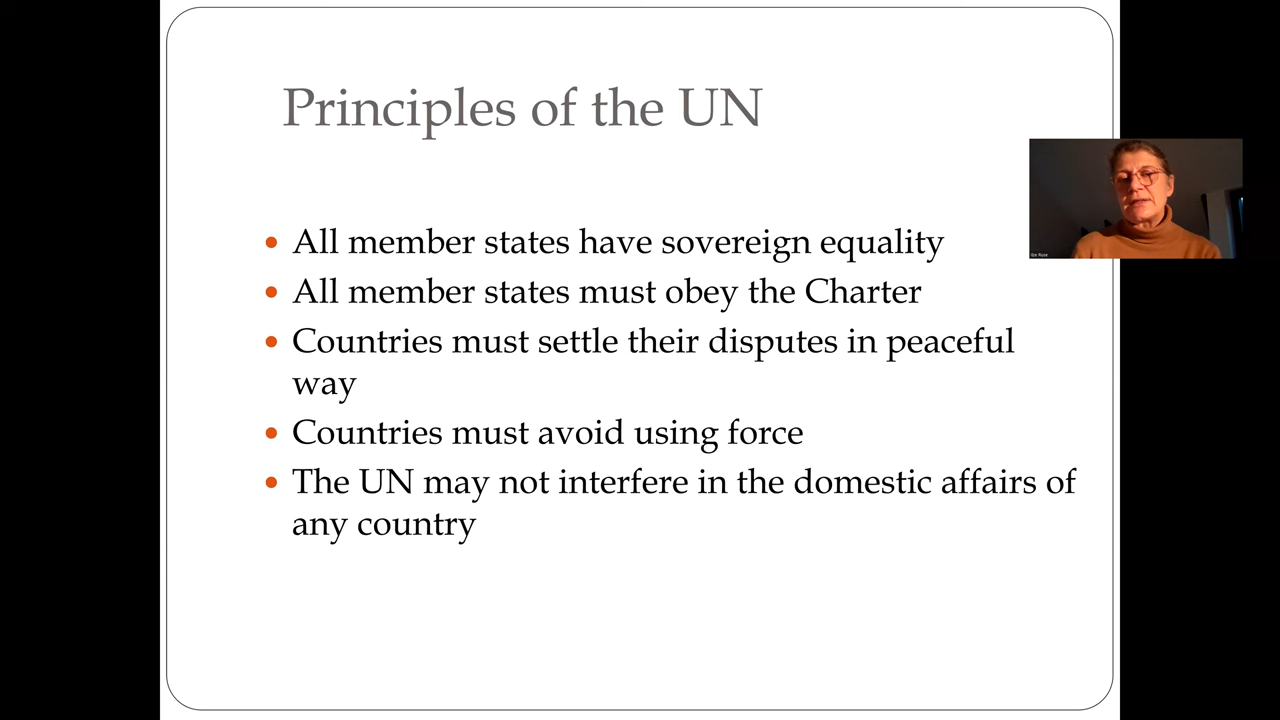 Principles of the UN
• All member states have sovereign equality
• All member states must obey the Charter
• Countries must settle their disputes in peaceful
way
• Countries must avoid using force
• The UN may not interfere in the domestic affairs of
any country
Ilze Ruse